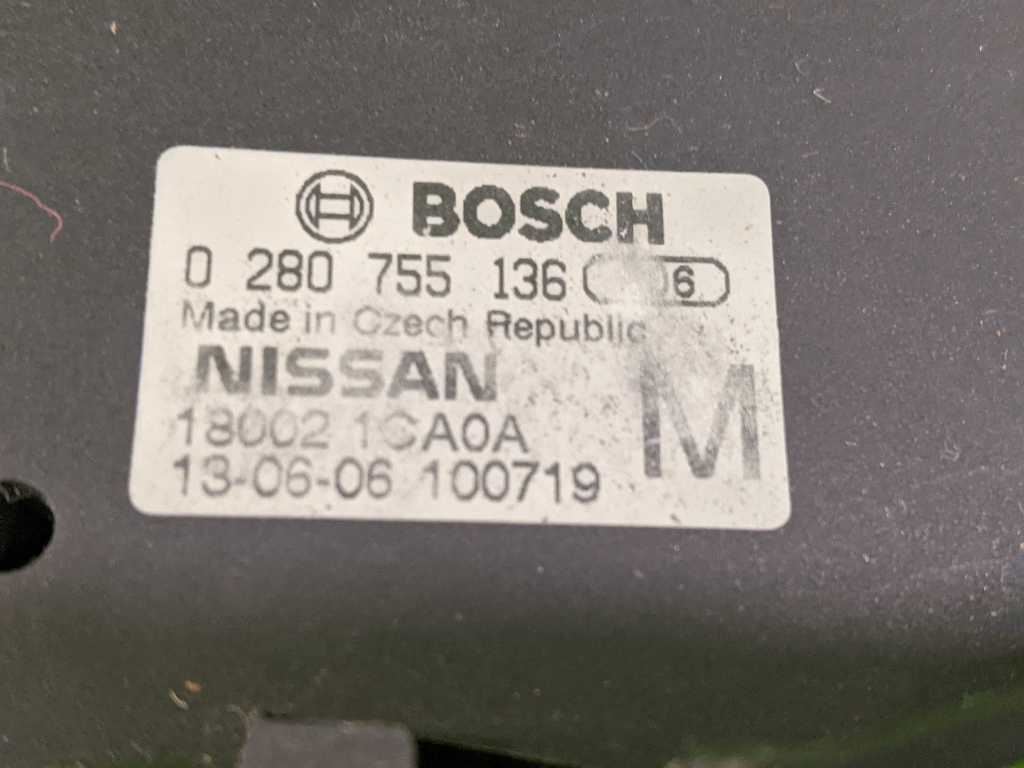 BOSCH
0 280 755 136 6
Made in Czech Republic
NISSAN
18002 1CA0A
13-06-06 100719
M